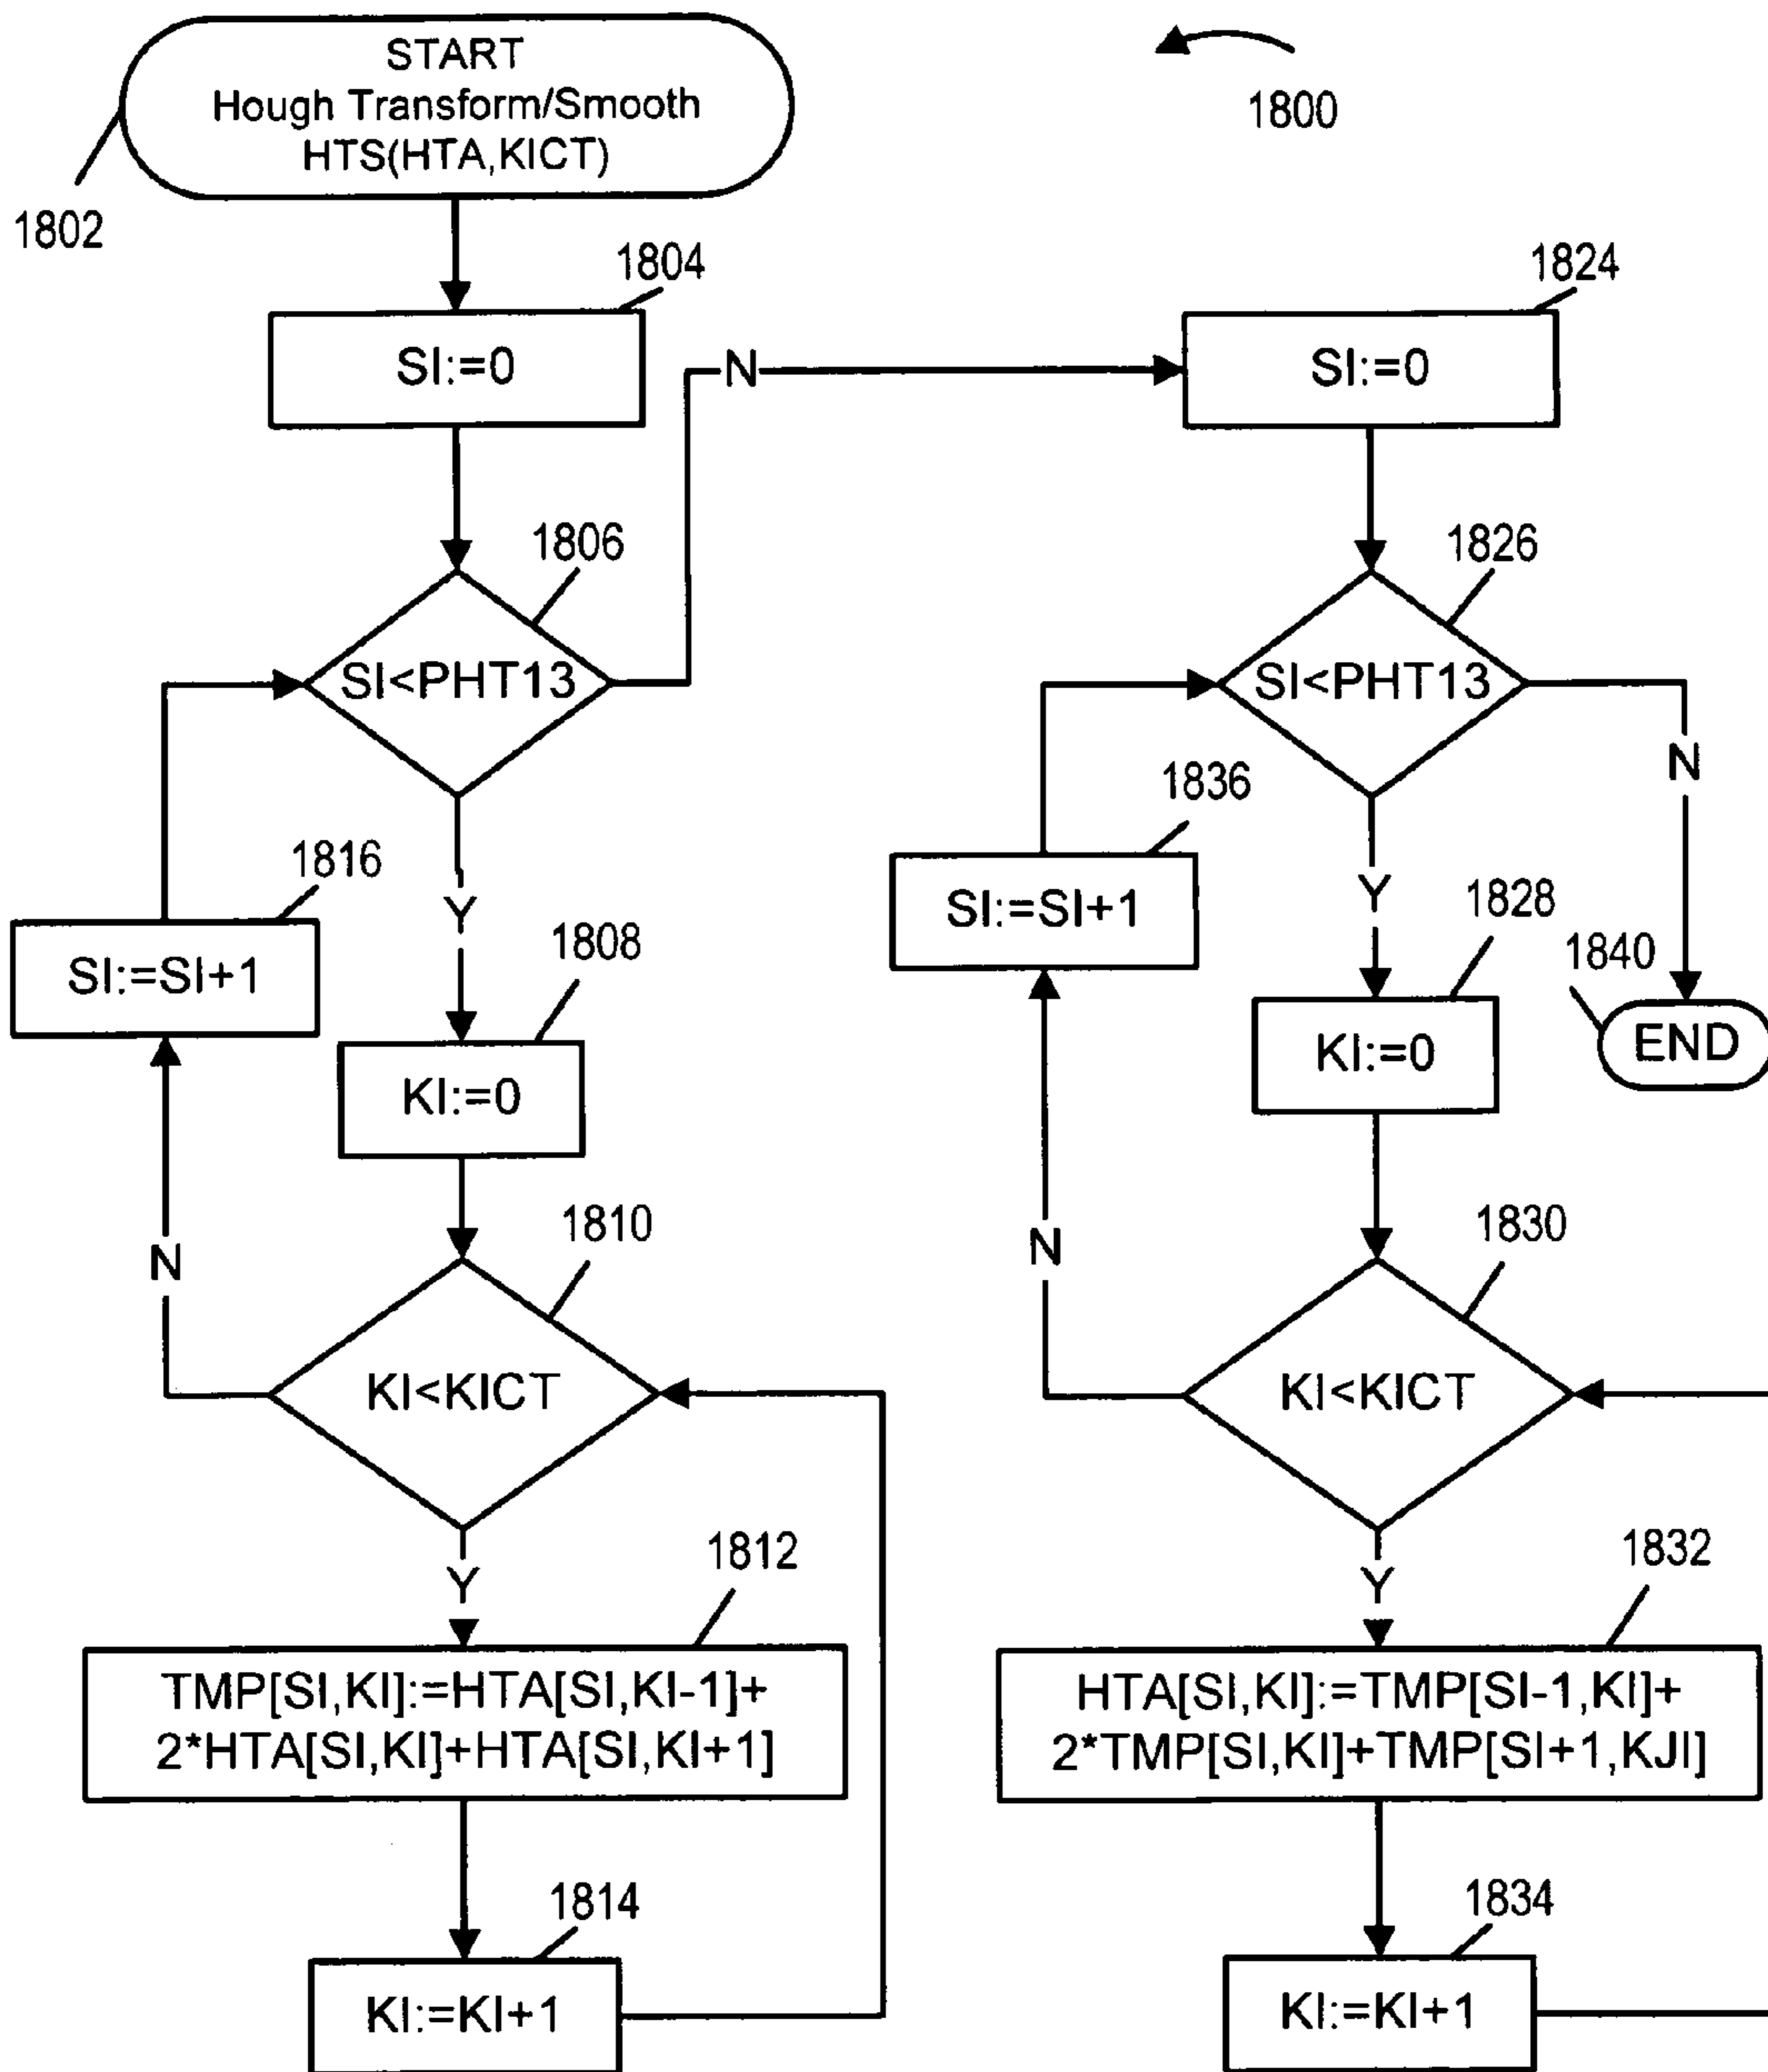 START
Hough Transform/Smooth
HTS(HTA,KICT)
1802
1800
1804
SI:=0
1806
SI<PHT13
N
Y
1816
SI:=SI+1
1808
KI:=0
1810
KI<KICT
N
Y
1812
TMP[SI,KI]:=HTA[SI,KI-1]+
2*HTA[SI,KI]+HTA[SI,KI+1]
1814
KI:=KI+1
1824
SI:=0
1826
SI<PHT13
N
Y
1836
SI:=SI+1
1828
KI:=0
1840
END
1830
KI<KICT
N
Y
1832
HTA[SI,KI]:=TMP[SI-1,KI]+
2*TMP[SI,KI]+TMP[SI+1,KJI]
1834
KI:=KI+1